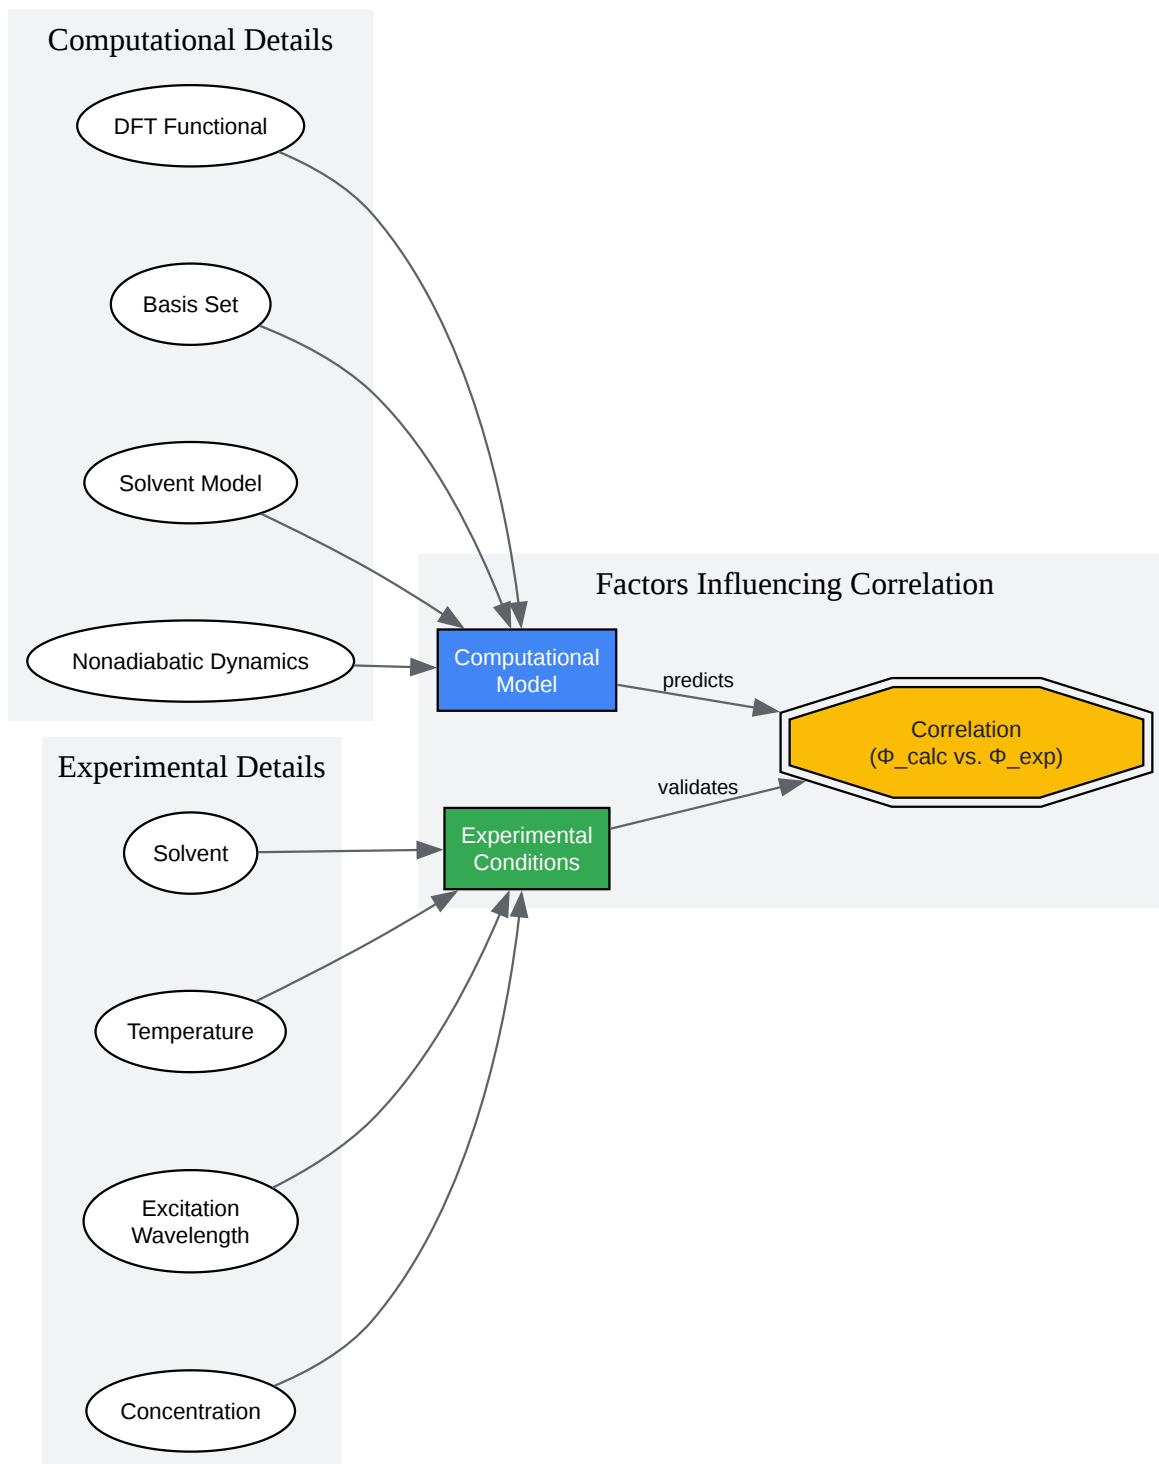 Computational Details
DFT Functional
Basis Set
Solvent Model
Nonadiabatic Dynamics
Factors Influencing Correlation
Computational
Model
predicts
Correlation
(Φ_calc vs. Φ_exp)
validates
Experimental
Conditions
Experimental Details
Solvent
Temperature
Excitation
Wavelength
Concentration